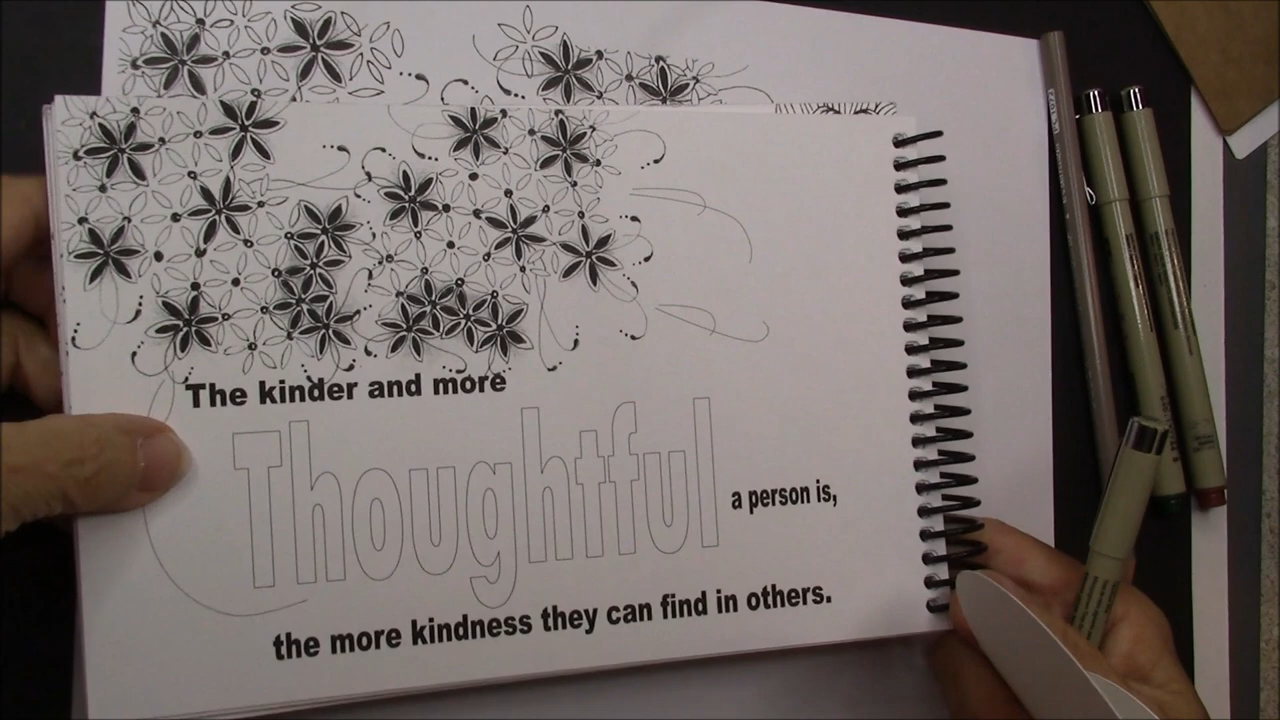 The kinder and more
Thoughtful
a person is,
the more kindness they can find in others.